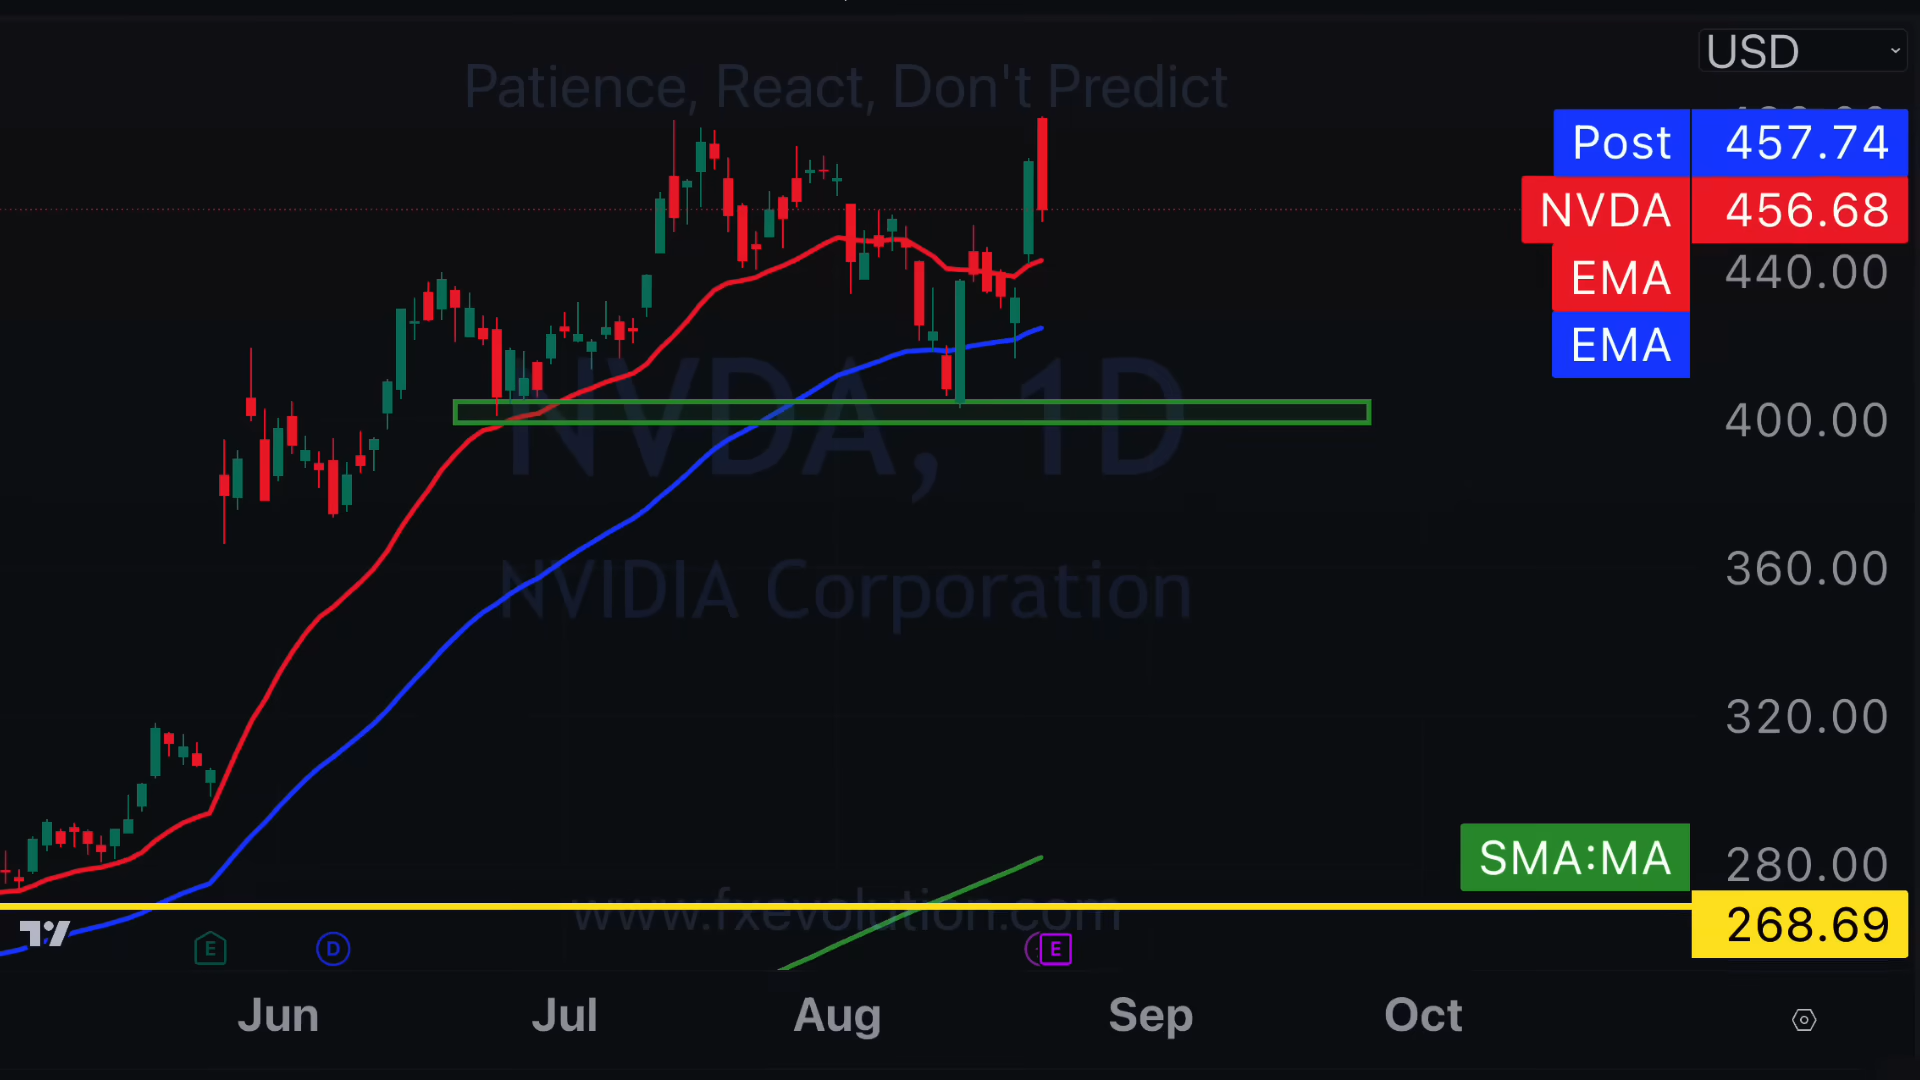 Patience, React, Don't Predict
USD
Post 457.74
NVDA 456.68
EMA 440.00
EMA
NVDA, 1D
400.00
NVIDIA Corporation
360.00
320.00
SMA:MA 280.00
www.fxevolution.com
268.69
E D E
Jun Jul Aug Sep Oct